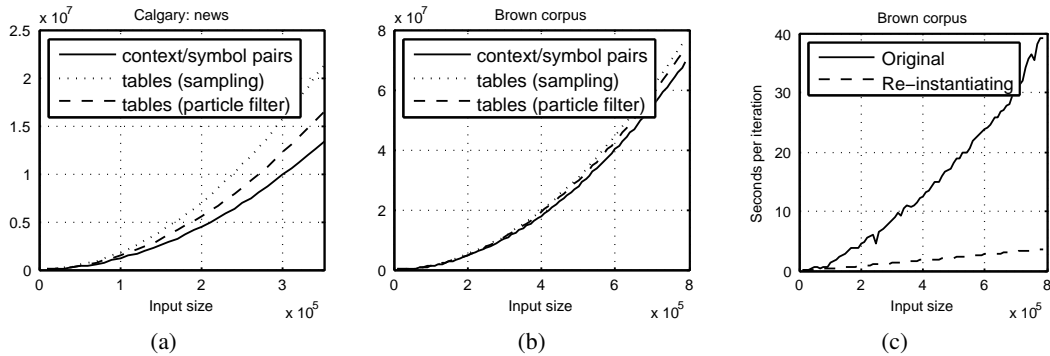 Calgary: news
x 10^7
2.5
2
1.5
1
0.5
0
context/symbol pairs
tables (sampling)
tables (particle filter)
0 1 2 3
Input size
x 10^5
(a)
Brown corpus
x 10^7
8
6
4
2
0
context/symbol pairs
tables (sampling)
tables (particle filter)
0 2 4 6 8
Input size
x 10^5
(b)
Brown corpus
40
30
20
10
0
Seconds per iteration
Original
Re−instantiating
0 2 4 6 8
Input size
x 10^5
(c)